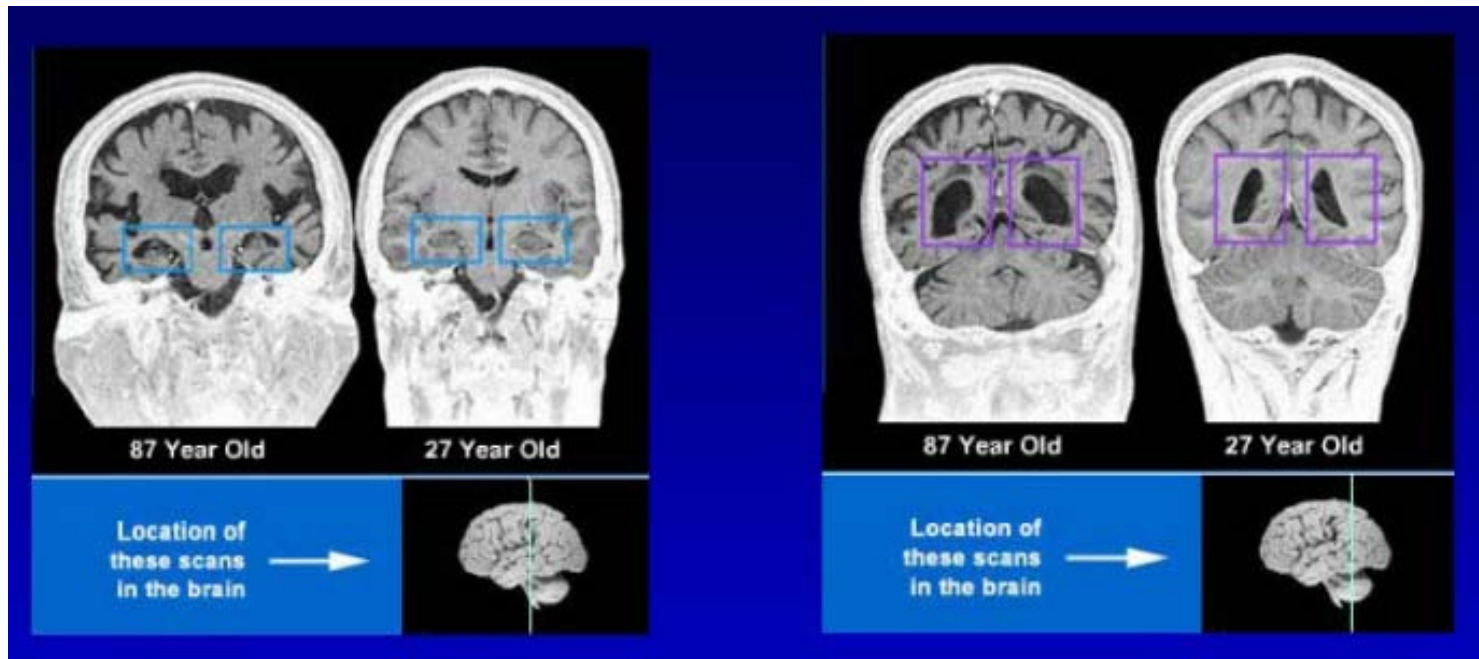 87 Year Old
27 Year Old
Location of
these scans
in the brain
87 Year Old
27 Year Old
Location of
these scans
in the brain